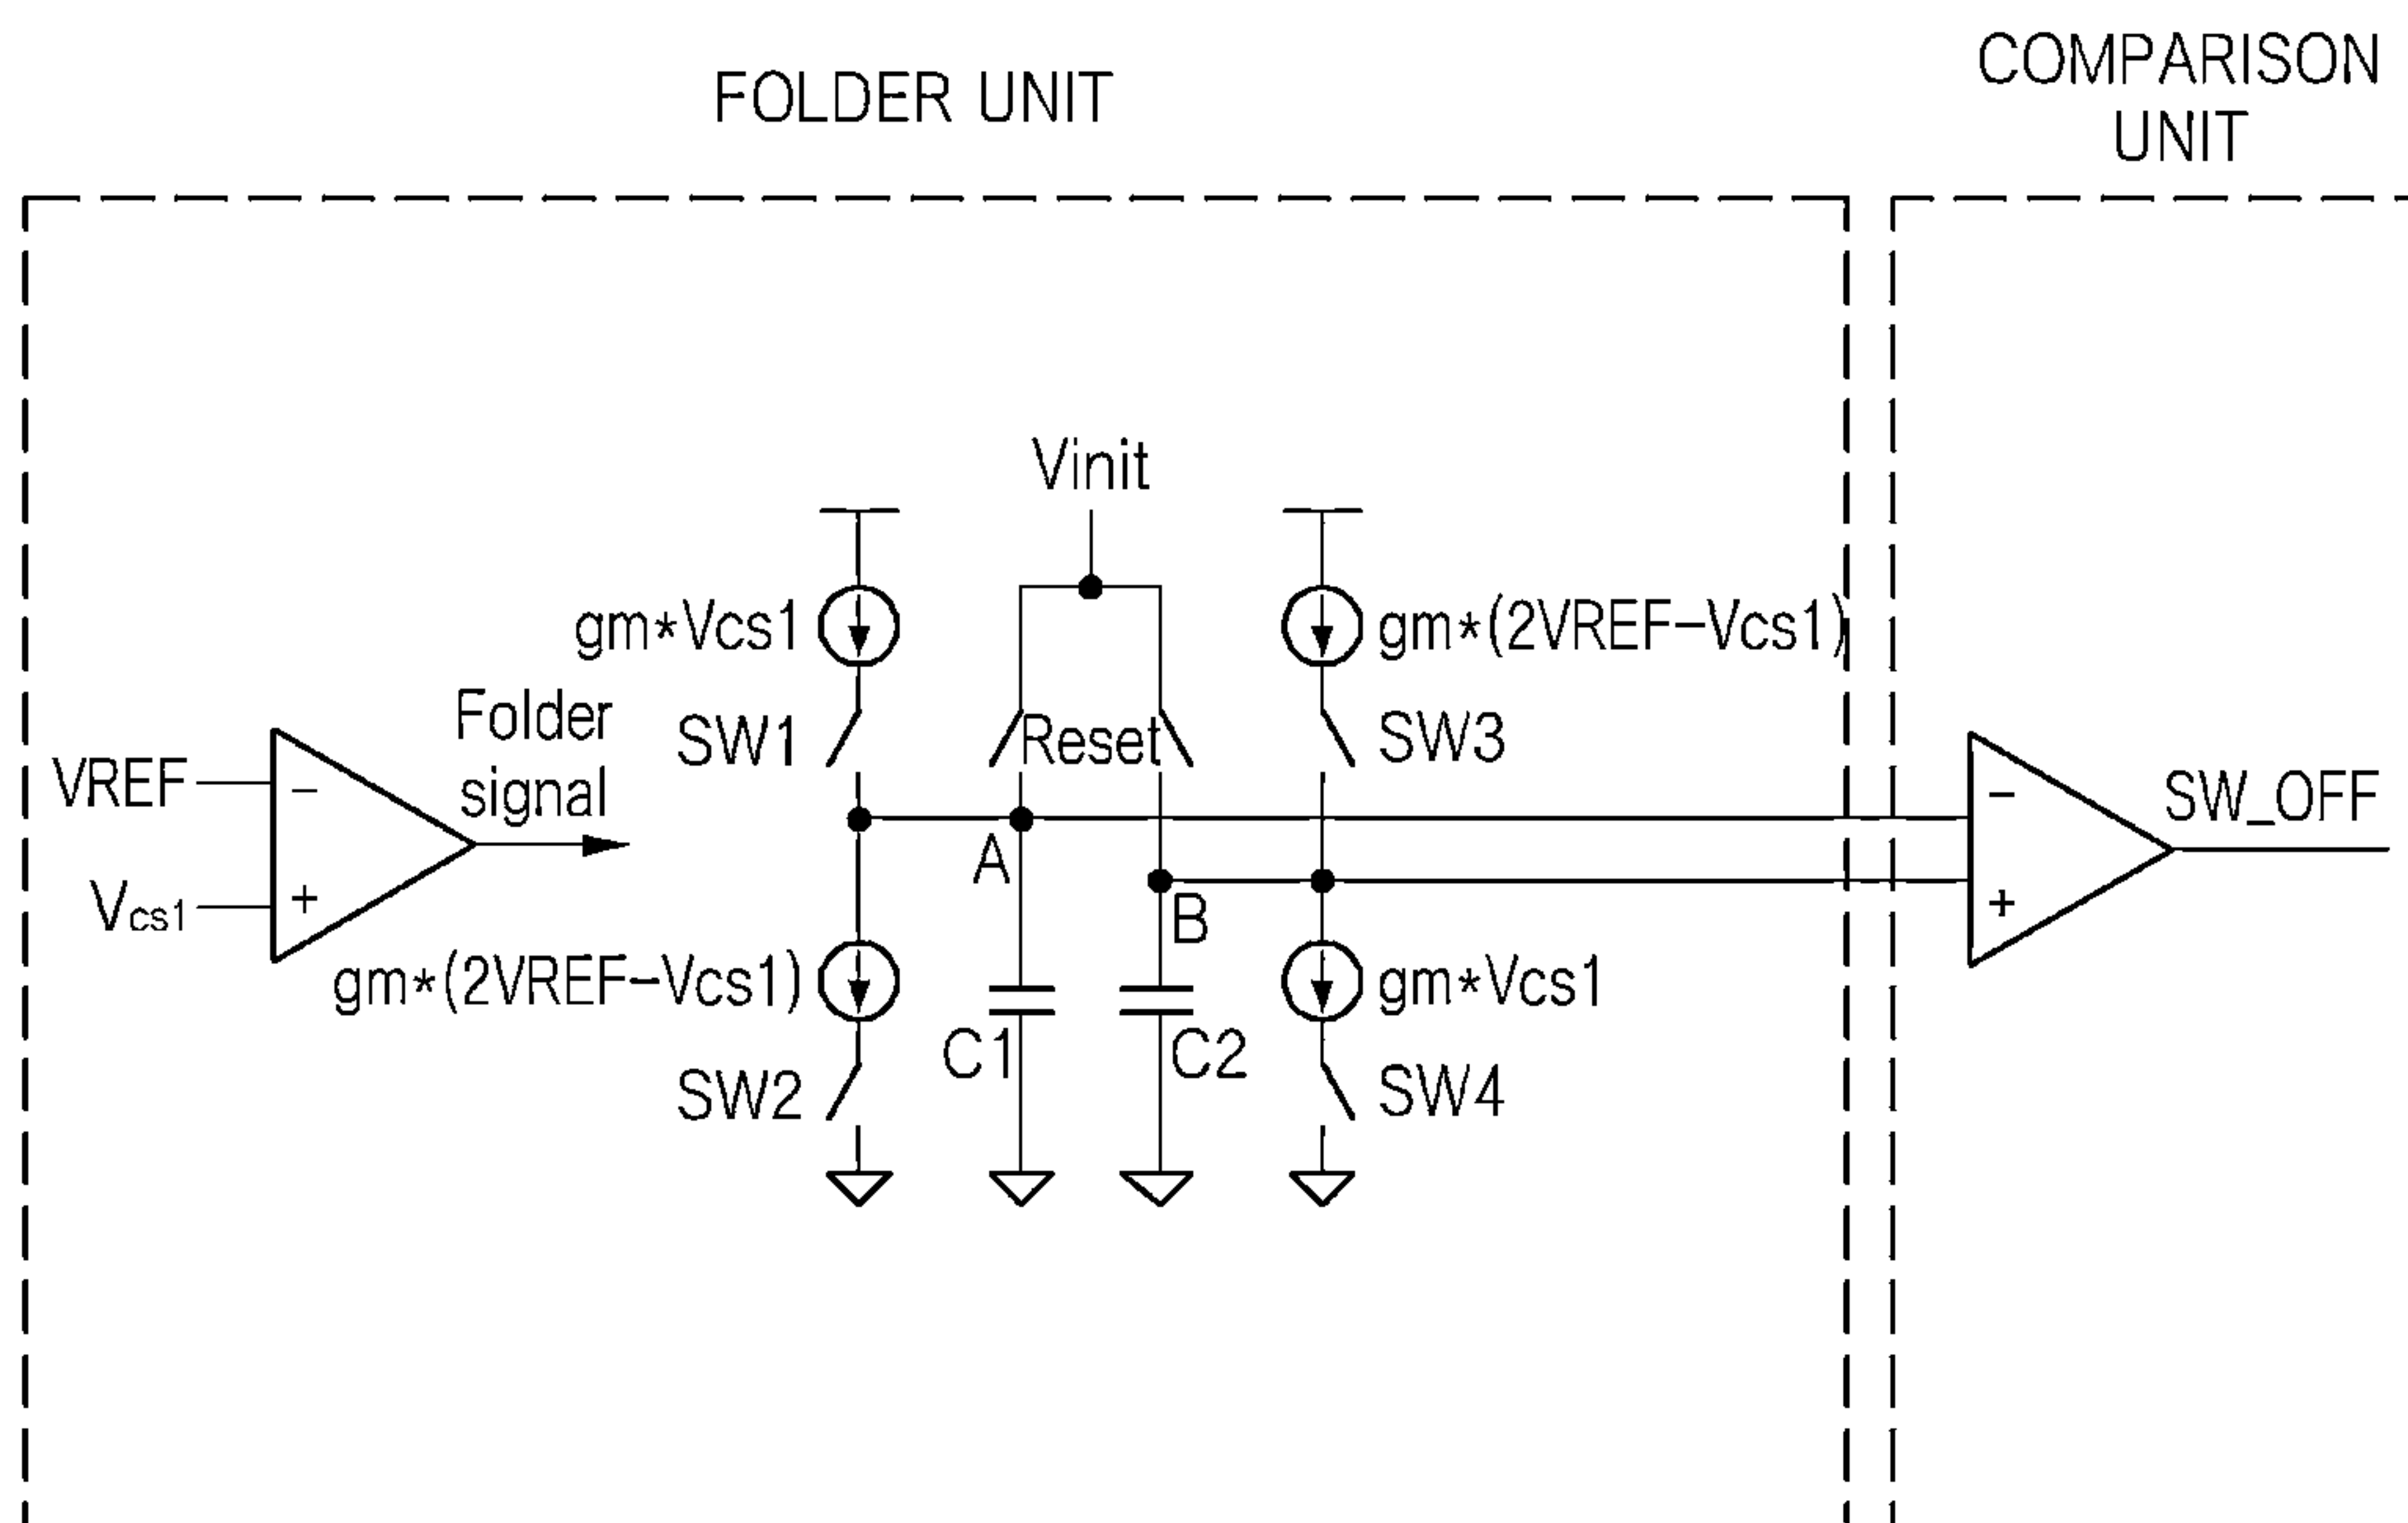 FOLDER UNIT
COMPARISON
UNIT
Vinit
gm*Vcs1
gm*(2VREF-Vcs1)
Folder
signal
SW1
Reset
SW3
VREF
-
-
SW_OFF
A
Vcs1
+
B
+
gm*(2VREF-Vcs1)
gm*Vcs1
C1
C2
SW2
SW4